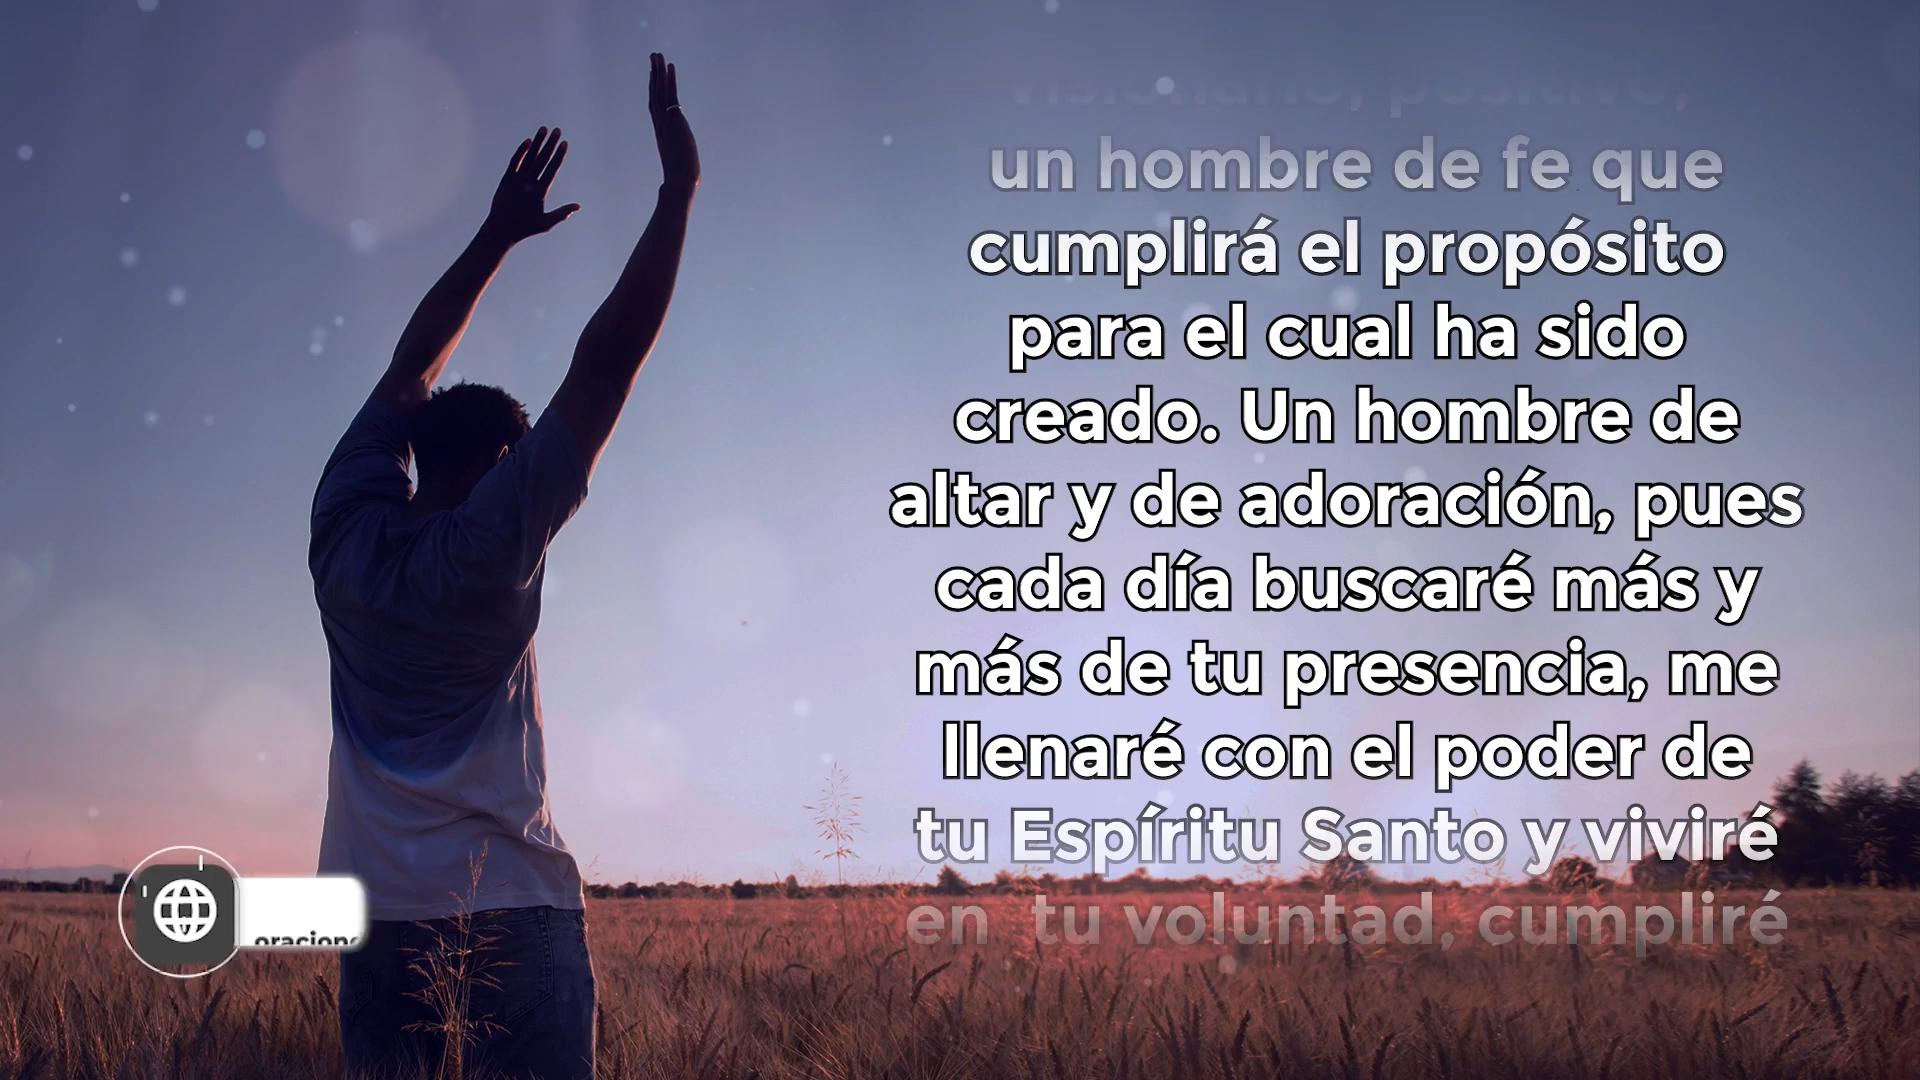 visionario, positivo,
un hombre de fe que
cumplirá el propósito
para el cual ha sido
creado. Un hombre de
altar y de adoración, pues
cada día buscaré más y
más de tu presencia, me
llenaré con el poder de
tu Espíritu Santo y viviré
en tu voluntad, cumpliré